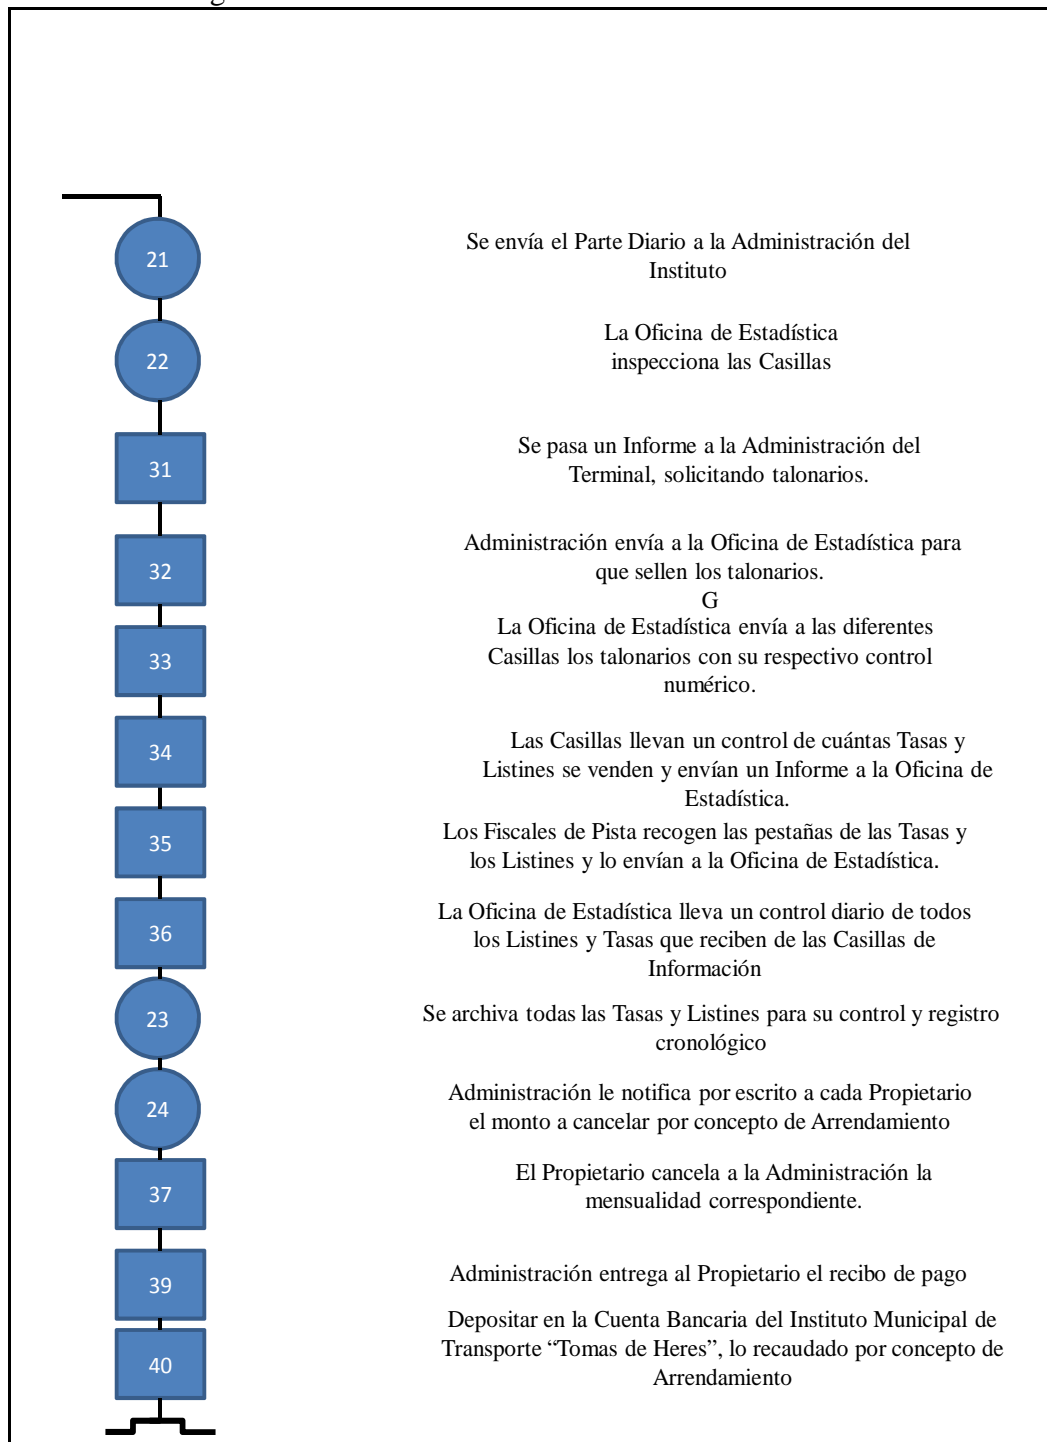 21
Se envía el Parte Diario a la Administración del
Instituto
22
La Oficina de Estadística
inspecciona las Casillas
31
Se pasa un Informe a la Administración del
Terminal, solicitando talonarios.
32
Administración envía a la Oficina de Estadística para
que sellen los talonarios.
G
33
La Oficina de Estadística envía a las diferentes
Casillas los talonarios con su respectivo control
numérico.
34
Las Casillas llevan un control de cuántas Tasas y
Listines se venden y envían un Informe a la Oficina de
Estadística.
35
Los Fiscales de Pista recogen las pestañas de las Tasas y
los Listines y lo envían a la Oficina de Estadística.
36
La Oficina de Estadística lleva un control diario de todos
los Listines y Tasas que reciben de las Casillas de
Información
23
Se archiva todas las Tasas y Listines para su control y registro
cronológico
24
Administración le notifica por escrito a cada Propietario
el monto a cancelar por concepto de Arrendamiento
37
El Propietario cancela a la Administración la
mensualidad correspondiente.
39
Administración entrega al Propietario el recibo de pago
40
Depositar en la Cuenta Bancaria del Instituto Municipal de
Transporte “Tomas de Heres”, lo recaudado por concepto de
Arrendamiento